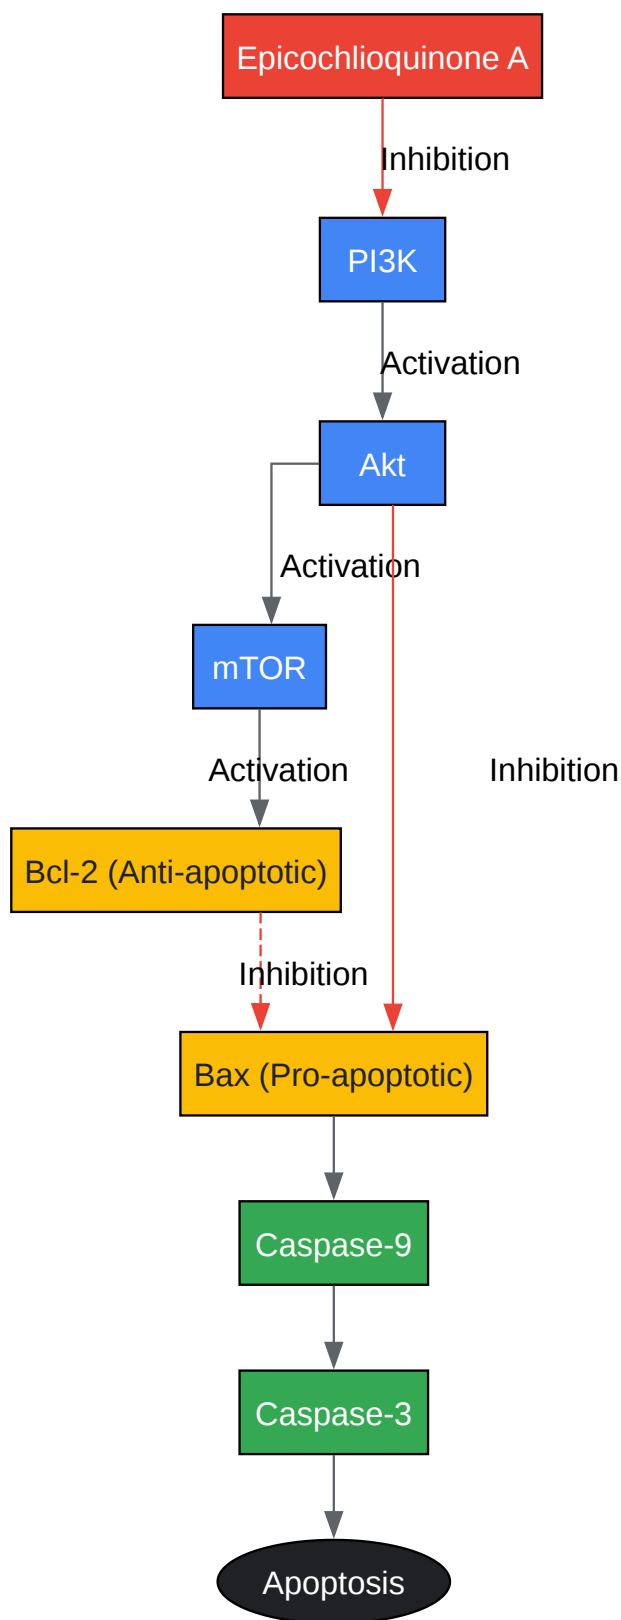 Epicochlioquinone A
Inhibition
PI3K
Activation
Akt
Activation
mTOR
Activation
Inhibition
Bcl-2 (Anti-apoptotic)
Inhibition
Bax (Pro-apoptotic)
Caspase-9
Caspase-3
Apoptosis